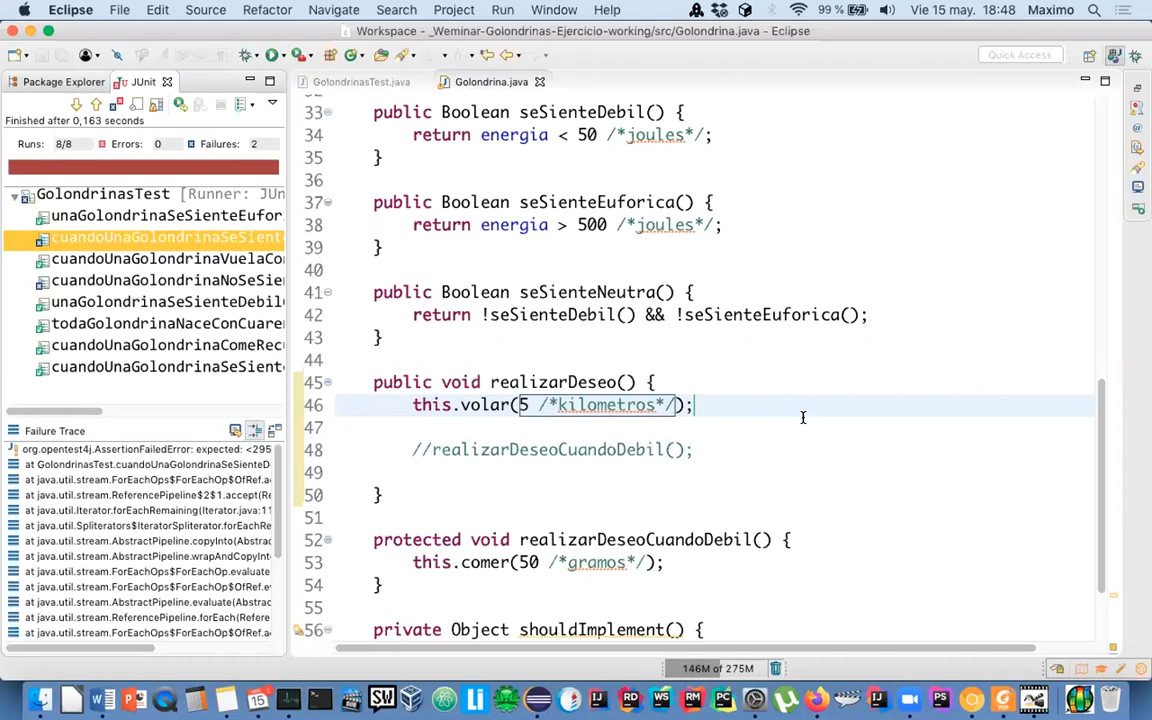 Eclipse File Edit Source Refactor Navigate Search Project Run Window Help 99 % Vie 15 may. 18:48 Maximo
Workspace - _Weminar-Golondrinas-Ejercicio-working/src/Golondrina.java - Eclipse
Quick Access
Package Explorer JUnit
GolondrinasTest.java Golondrina.java
Finished after 0,163 seconds
Runs: 8/8 Errors: 0 Failures: 2
GolondrinasTest [Runner: JUn
unaGolondrinaSeSienteEufor
cuandoUnaGolondrinaSeSient
cuandoUnaGolondrinaVuelaCo
cuandoUnaGolondrinaNoSeSie
unaGolondrinaSeSienteDebil
todaGolondrinaNaceConCuare
cuandoUnaGolondrinaComeRec
cuandoUnaGolondrinaSeSient
Failure Trace
org.opentest4j.AssertionFailedError: expected: <295
at GolondrinasTest.cuandoUnaGolondrinaSeSienteD
at java.util.stream.ForEachOps$ForEachOp$OfRef.a
at java.util.stream.ReferencePipeline$2$1.accept(Re
at java.util.Iterator.forEachRemaining(Iterator.java:11
at java.util.Spliterators$IteratorSpliterator.forEachRe
at java.util.stream.AbstractPipeline.copyInto(Abstrac
at java.util.stream.AbstractPipeline.wrapAndCopyInto
at java.util.stream.ForEachOps$ForEachOp.evaluate
at java.util.stream.ForEachOps$ForEachOp$OfRef.ev
at java.util.stream.AbstractPipeline.evaluate(Abstrac
at java.util.stream.ReferencePipeline.forEach(Refere
at java.util.stream.ForEachOps$ForEachOp$OfRef.a
33 public Boolean seSienteDebil() {
34 return energia < 50 /*joules*/;
35 }
36
37 public Boolean seSienteEuforica() {
38 return energia > 500 /*joules*/;
39 }
40
41 public Boolean seSienteNeutra() {
42 return !seSienteDebil() && !seSienteEuforica();
43 }
44
45 public void realizarDeseo() {
46 this.volar(5 /*kilometros*/);
47
48 //realizarDeseoCuandoDebil();
49
50 }
51
52 protected void realizarDeseoCuandoDebil() {
53 this.comer(50 /*gramos*/);
54 }
55
56 private Object shouldImplement() {
146M of 275M